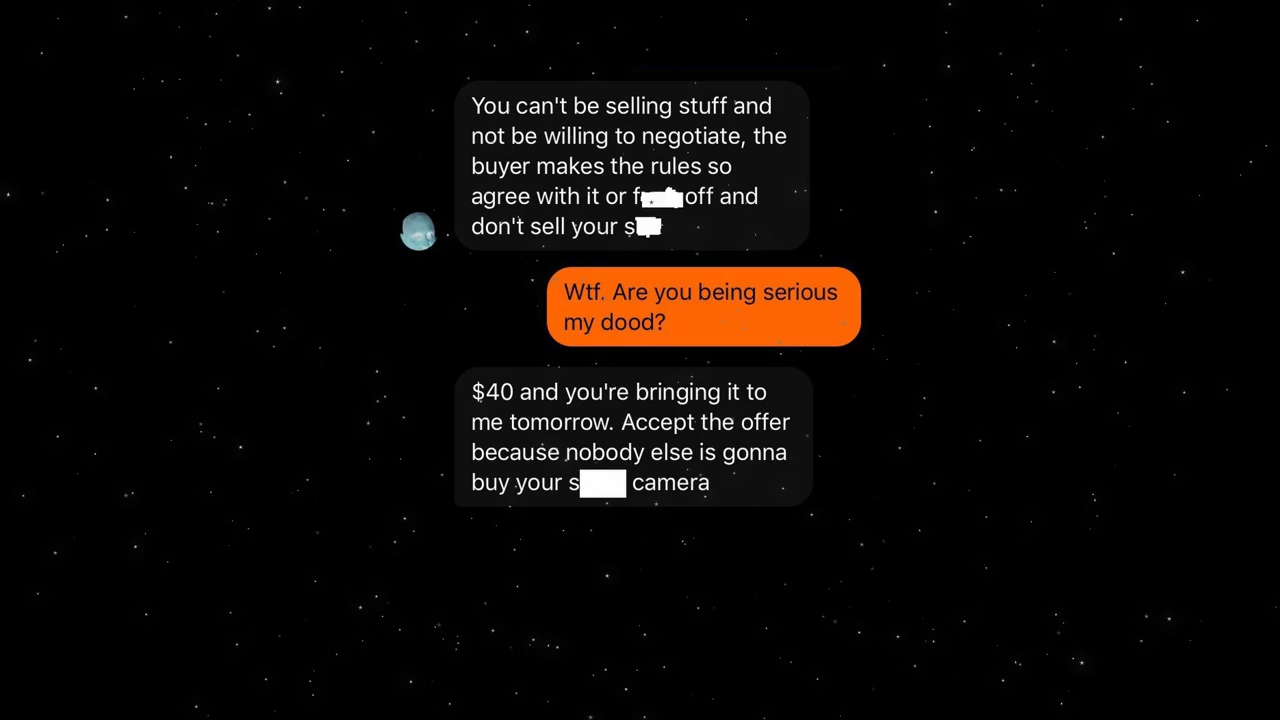 You can't be selling stuff and
not be willing to negotiate, the
buyer makes the rules so
agree with it or off and
don't sell your
Wtf. Are you being serious
my dood?
$40 and you're bringing it to
me tomorrow. Accept the offer
because nobody else is gonna
buy your camera